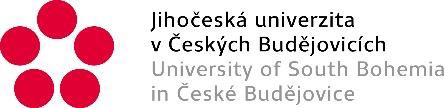 Jihočeská univerzita
v Českých Budějovicích
University of South Bohemia
in České Budějovice